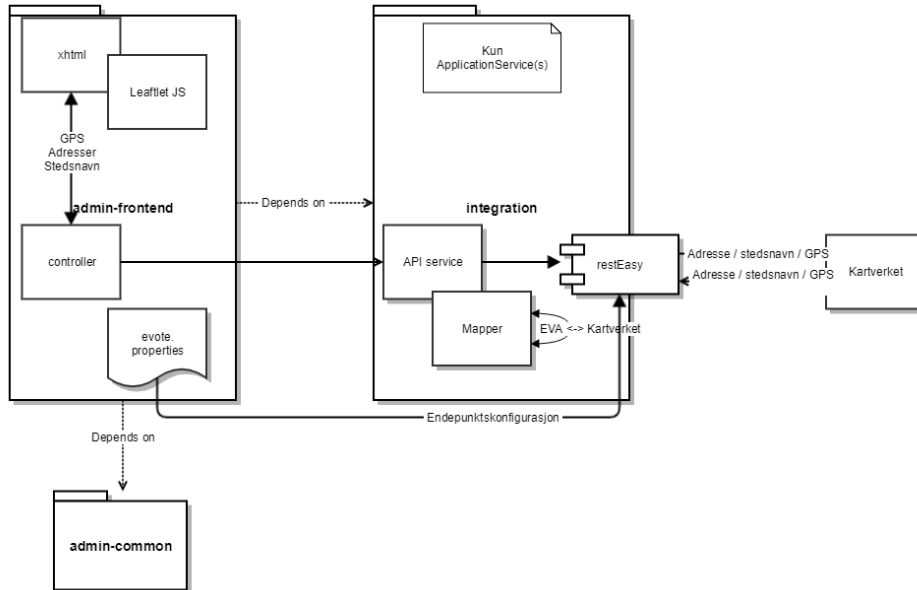 xhtml
Leaftlet JS
GPS
Adresser
Stedsnavn
admin-frontend
controller
evote.
properties
Depends on
Kun
ApplicationService(s)
integration
API service
Mapper
EVA <-> Kartverket
restEasy
Adresse / stedsnavn / GPS
Adresse / stedsnavn / GPS
Kartverket
Endepunktskonfigurasjon
Depends on
admin-common